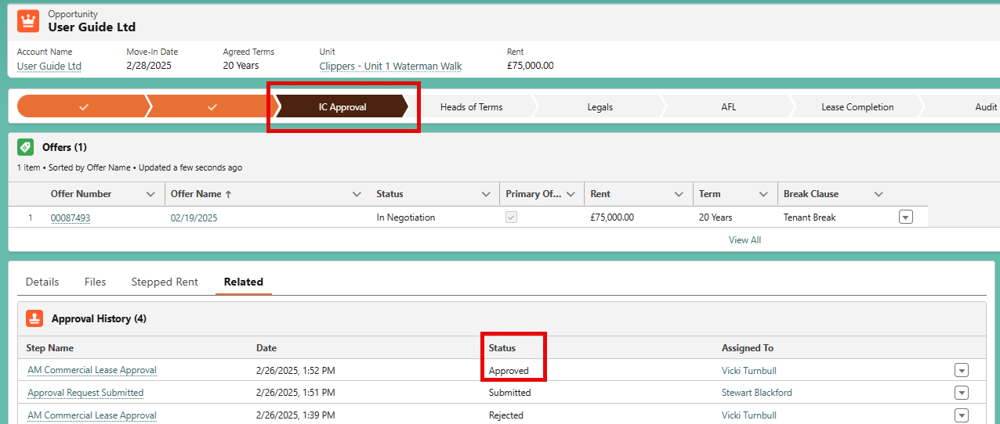 Opportunity
User Guide Ltd
Account Name Move-In Date Agreed Terms Unit Rent
User Guide Ltd 2/28/2025 20 Years Clippers - Unit 1 Waterman Walk £75,000.00
IC Approval Heads of Terms Legals AFL Lease Completion Audit
Offers (1)
1 item • Sorted by Offer Name • Updated a few seconds ago
Offer Number Offer Name ↑ Status Primary Of... Rent Term Break Clause
1 00087493 02/19/2025 In Negotiation £75,000.00 20 Years Tenant Break
View All
Details Files Stepped Rent Related
Approval History (4)
Step Name Date Status Assigned To
AM Commercial Lease Approval 2/26/2025, 1:52 PM Approved Vicki Turnbull
Approval Request Submitted 2/26/2025, 1:51 PM Submitted Stewart Blackford
AM Commercial Lease Approval 2/26/2025, 1:39 PM Rejected Vicki Turnbull